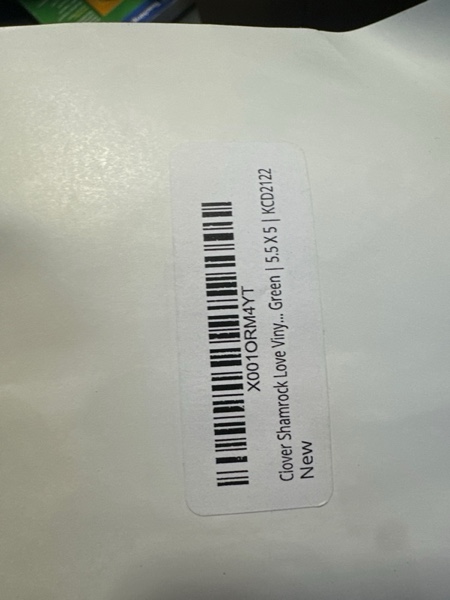 X001ORM4YT
Clover Shamrock Love Viny... Green | 5.5 X 5 | KCD2122
New